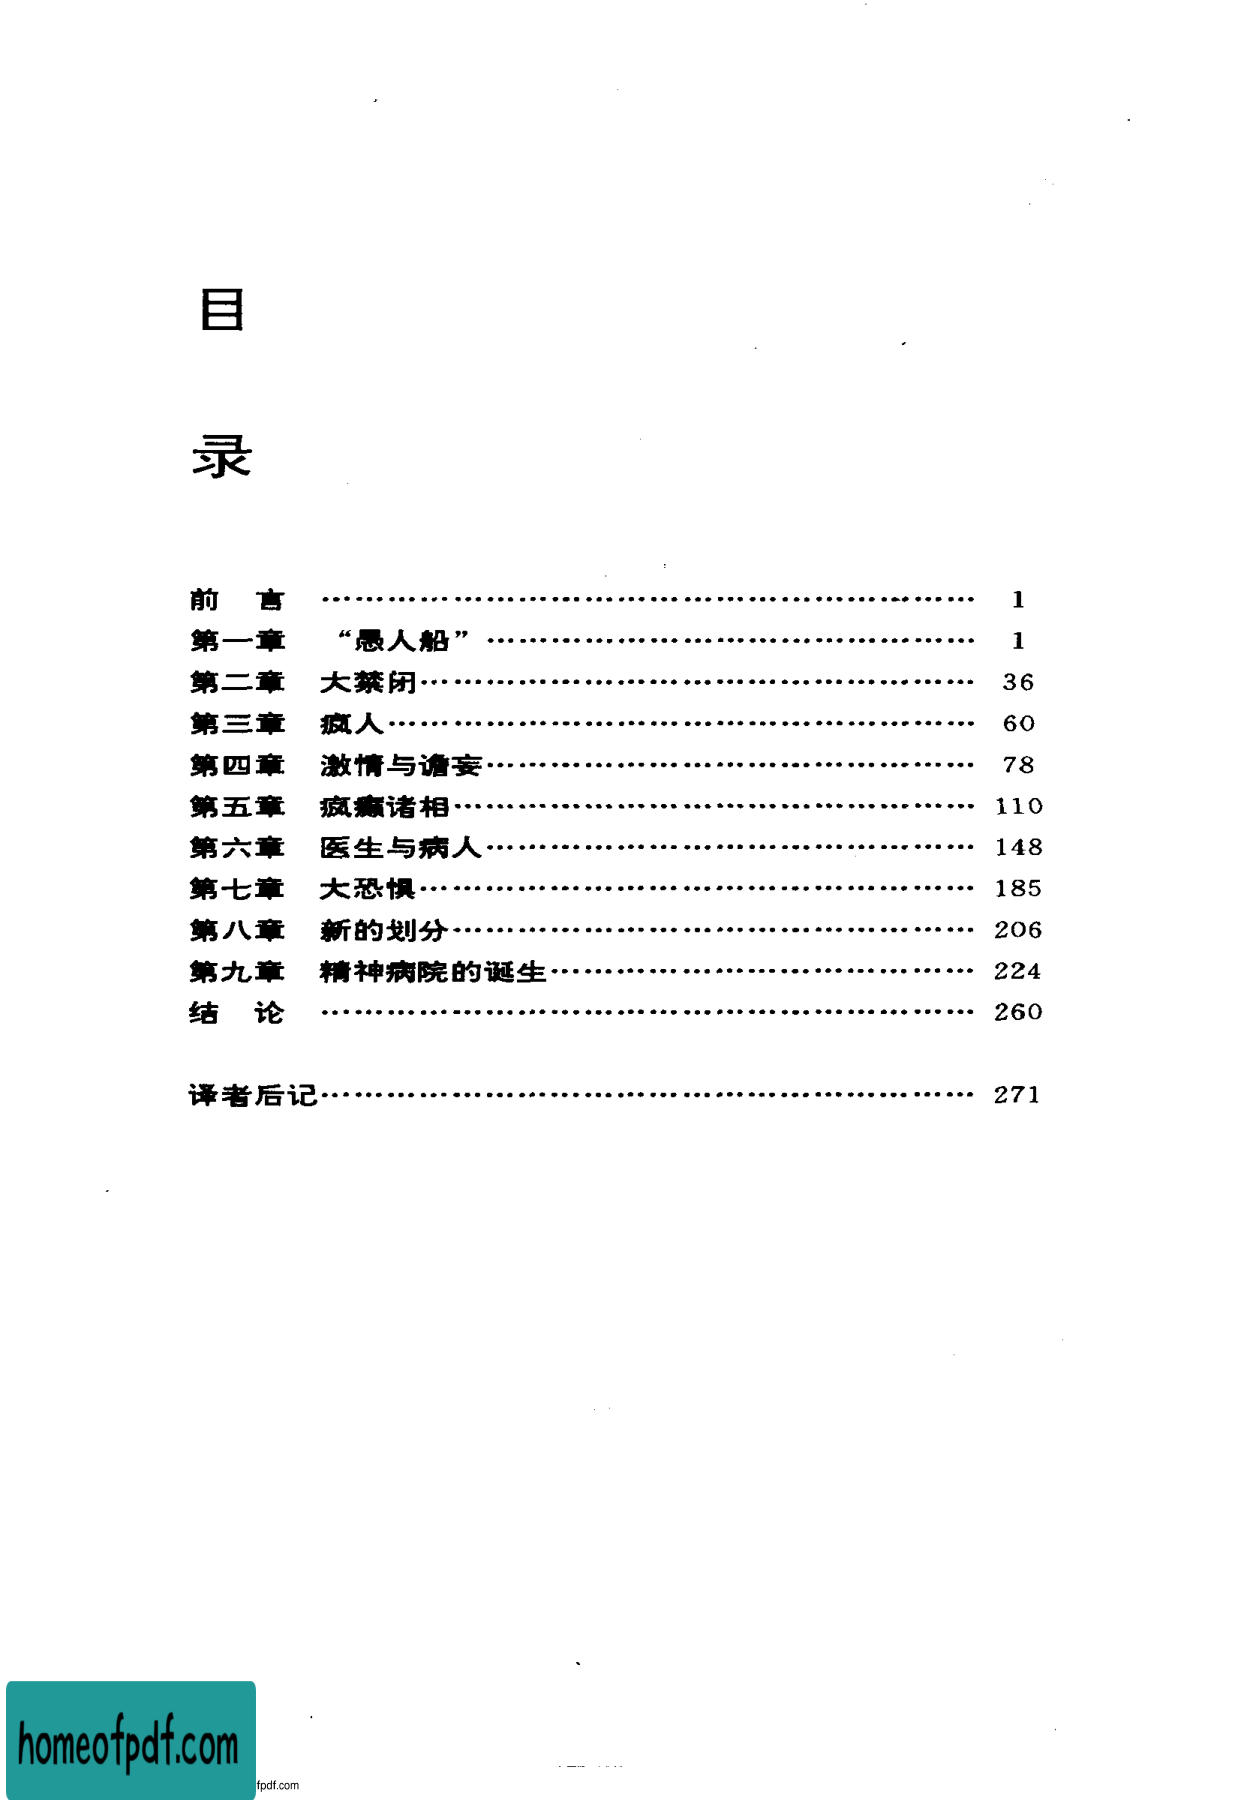 目
录
前 言 …… 1
第一章 “愚人船” …… 1
第二章 大禁闭 …… 36
第三章 疯人 …… 60
第四章 激情与谵妄 …… 78
第五章 疯癫诸相 …… 110
第六章 医生与病人 …… 148
第七章 大恐惧 …… 185
第八章 新的划分 …… 206
第九章 精神病院的诞生 …… 224
结 论 …… 260
译者后记 …… 271
homeofpdf.com
fpdf.com